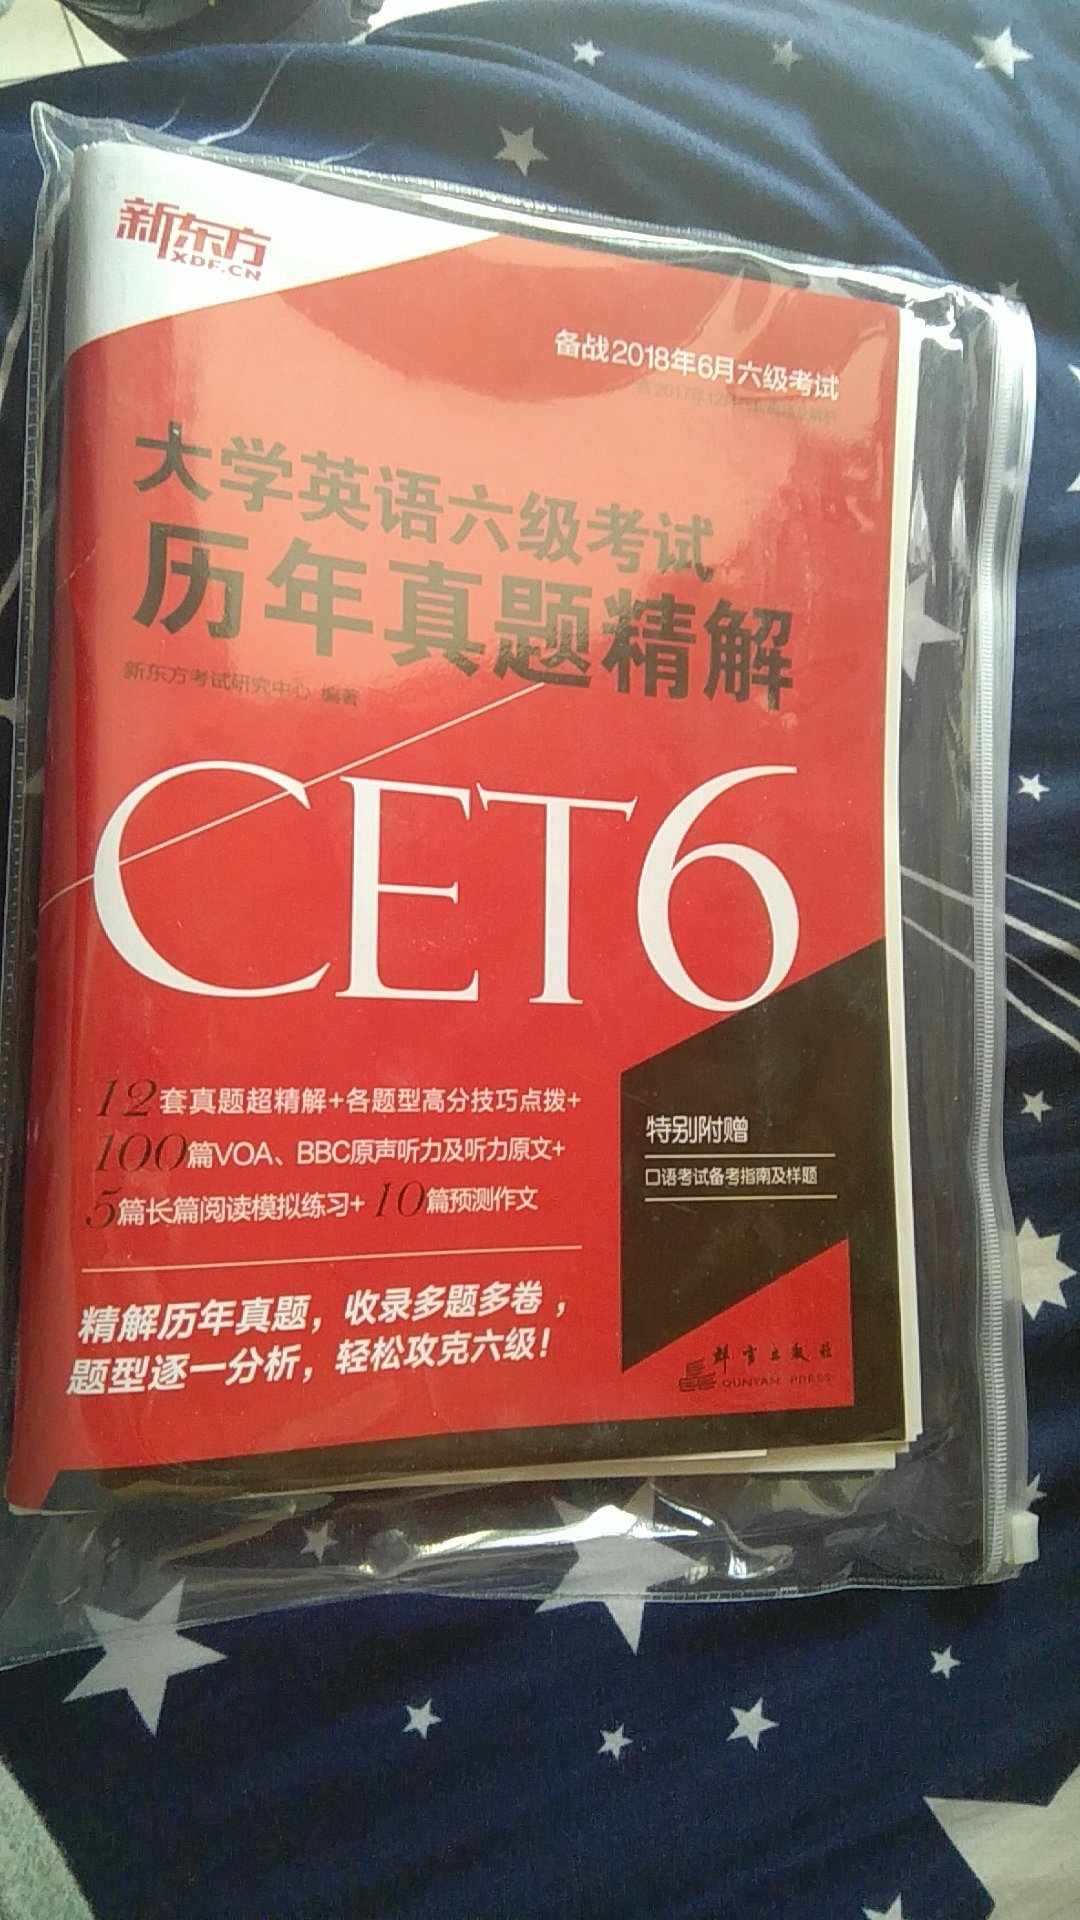 新东方
XDF.CN
备战2018年6月六级考试
大学英语六级考试
历年真题精解
新东方考试研究中心 编著
CET6
12套真题超精解+各题型高分技巧点拨+
100篇VOA、BBC原声听力及听力原文+
5篇长篇阅读模拟练习+10篇预测作文
特别附赠
口语考试备考指南及样题
精解历年真题，收录多题多卷，
题型逐一分析，轻松攻克六级！
群言出版社
QUNYAN PRESS